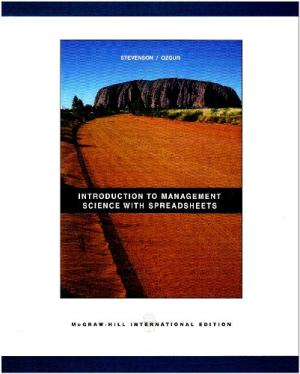 STEVENSON / OZGUR
INTRODUCTION TO MANAGEMENT
SCIENCE WITH SPREADSHEETS
McGRAW-HILL INTERNATIONAL EDITION